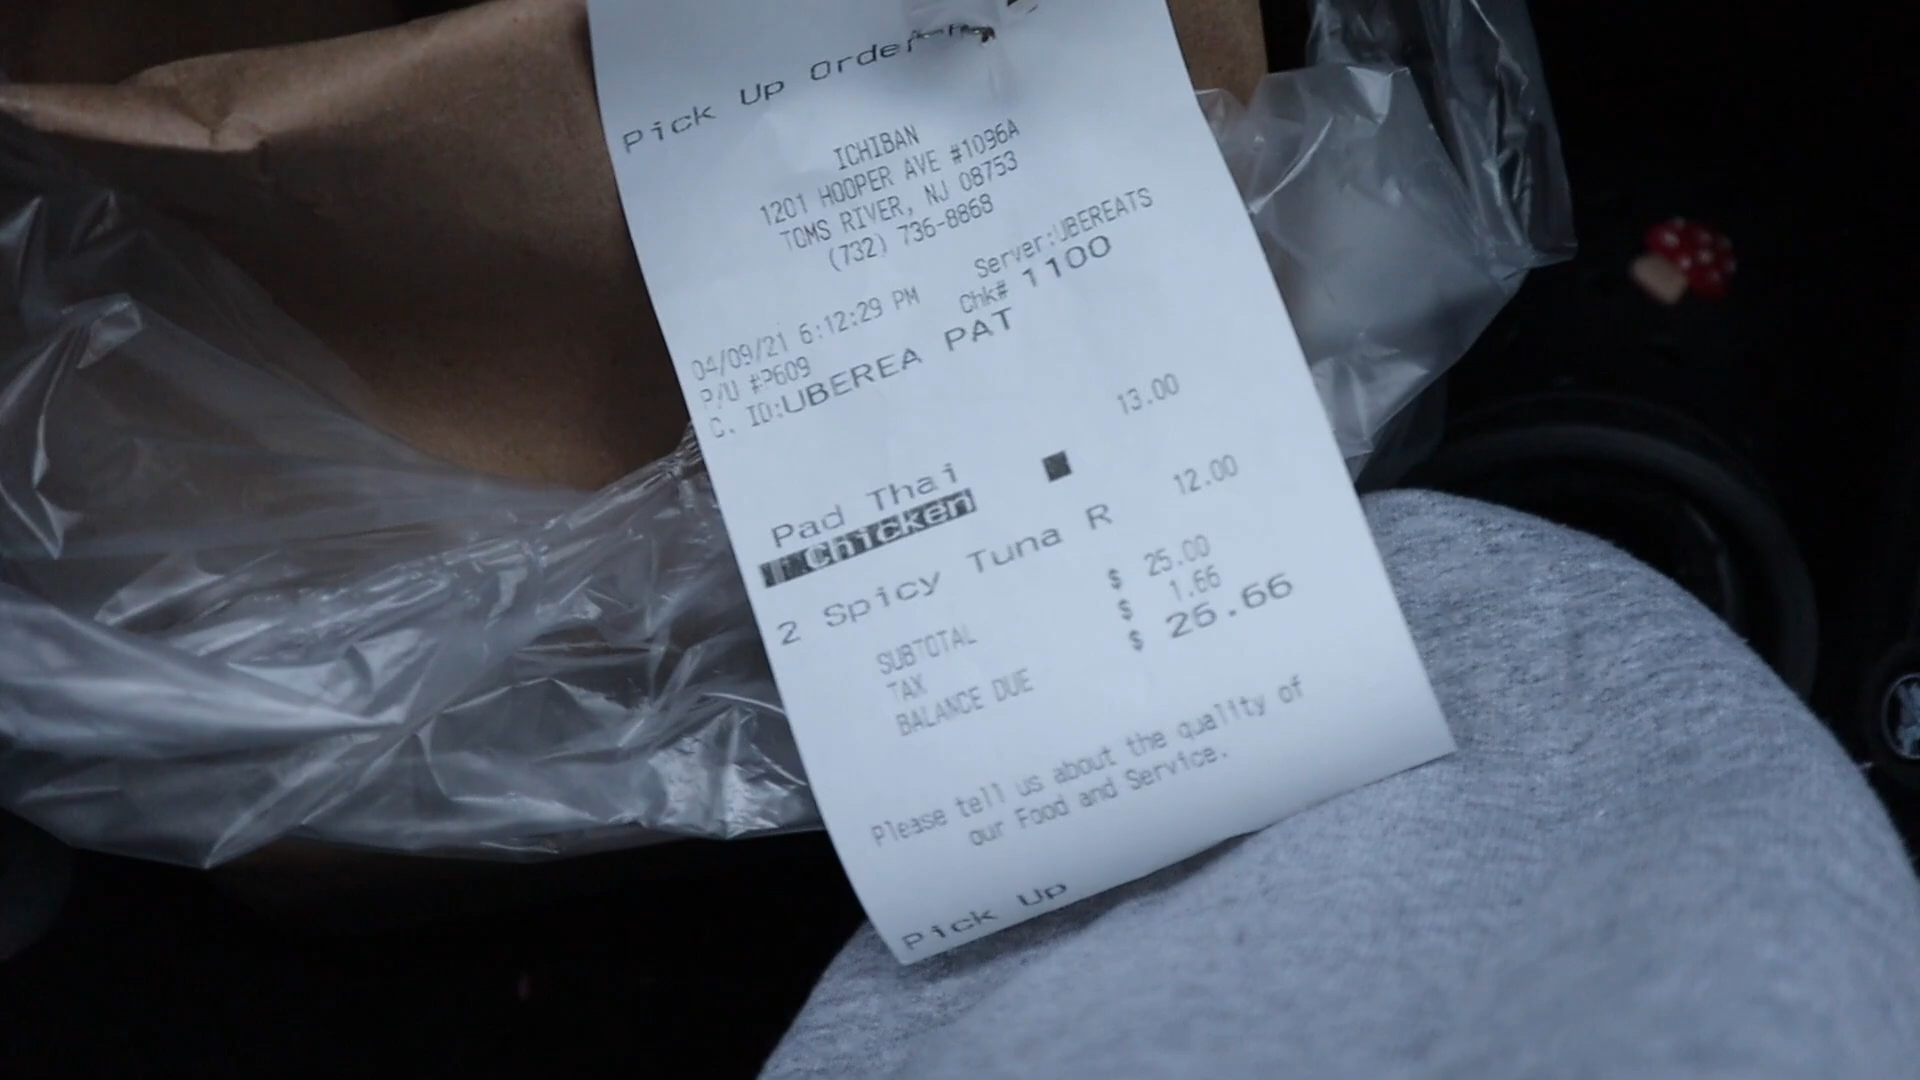 Pick Up Order
ICHIBAN
1201 HOOPER AVE #1096A
TOMS RIVER, NJ 08753
(732) 736-8868
Server:UBEREATS
04/09/21 6:12:29 PM Chk# 1100
P/U #P609
C. ID:UBEREA PAT
13.00
Pad Thai
Chicken
2 Spicy Tuna R 12.00
SUBTOTAL $ 25.00
TAX $ 1.66
BALANCE DUE $ 26.66
Please tell us about the quality of
our Food and Service.
Pick Up